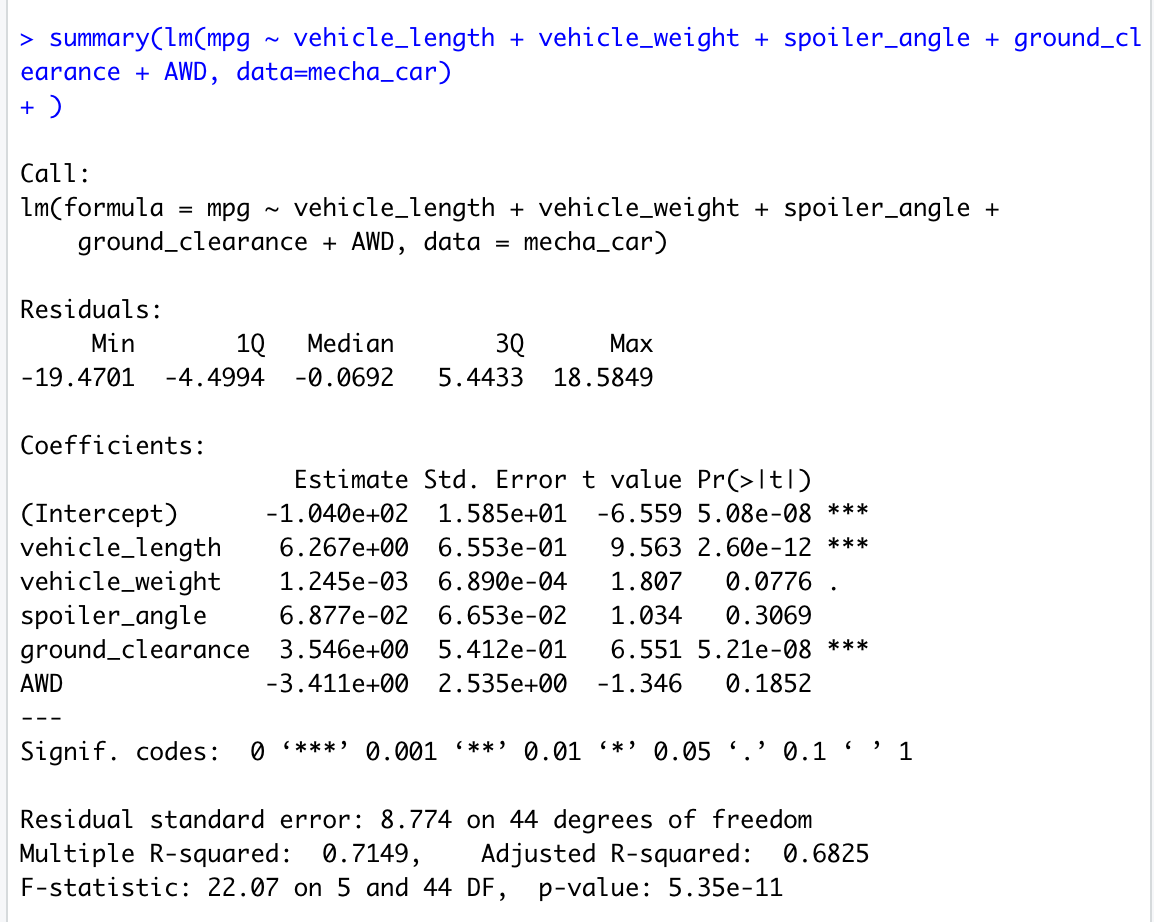 > summary(lm(mpg ~ vehicle_length + vehicle_weight + spoiler_angle + ground_cl
earance + AWD, data=mecha_car)
+ )
Call:
lm(formula = mpg ~ vehicle_length + vehicle_weight + spoiler_angle +
    ground_clearance + AWD, data = mecha_car)
Residuals:
     Min       1Q   Median       3Q      Max
-19.4701  -4.4994  -0.0692   5.4433  18.5849
Coefficients:
                   Estimate Std. Error t value Pr(>|t|)
(Intercept)      -1.040e+02  1.585e+01  -6.559 5.08e-08 ***
vehicle_length    6.267e+00  6.553e-01   9.563 2.60e-12 ***
vehicle_weight    1.245e-03  6.890e-04   1.807   0.0776 .
spoiler_angle     6.877e-02  6.653e-02   1.034   0.3069
ground_clearance  3.546e+00  5.412e-01   6.551 5.21e-08 ***
AWD              -3.411e+00  2.535e+00  -1.346   0.1852
---
Signif. codes:  0 ‘***’ 0.001 ‘**’ 0.01 ‘*’ 0.05 ‘.’ 0.1 ‘ ’ 1
Residual standard error: 8.774 on 44 degrees of freedom
Multiple R-squared:  0.7149,    Adjusted R-squared:  0.6825
F-statistic: 22.07 on 5 and 44 DF,  p-value: 5.35e-11